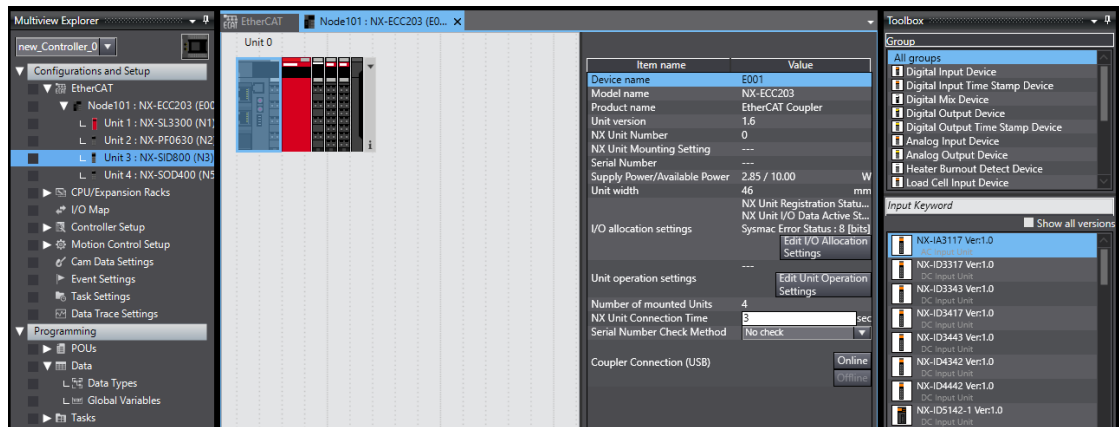 Multiview Explorer
new_Controller_0
Configurations and Setup
EtherCAT
Node101 : NX-ECC203 (E00
Unit 1 : NX-SL3300 (N1)
Unit 2 : NX-PF0630 (N2
Unit 3 : NX-SID800 (N3)
Unit 4 : NX-SOD400 (N5
CPU/Expansion Racks
I/O Map
Controller Setup
Motion Control Setup
Cam Data Settings
Event Settings
Task Settings
Data Trace Settings
Programming
POUs
Data
Data Types
Global Variables
Tasks
EtherCAT
Node101 : NX-ECC203 (E0...
Unit 0
Item name Value
Device name E001
Model name NX-ECC203
Product name EtherCAT Coupler
Unit version 1.6
NX Unit Number 0
NX Unit Mounting Setting ---
Serial Number ---
Supply Power/Available Power 2.85 / 10.00 W
Unit width 46 mm
I/O allocation settings
NX Unit Registration Statu...
NX Unit I/O Data Active St...
Sysmac Error Status : 8 [bits]
Edit I/O Allocation
Settings
Unit operation settings
---
Edit Unit Operation
Settings
Number of mounted Units 4
NX Unit Connection Time 3 sec
Serial Number Check Method No check
Coupler Connection (USB) Online
Offline
Toolbox
Group
All groups
Digital Input Device
Digital Input Time Stamp Device
Digital Mix Device
Digital Output Device
Digital Output Time Stamp Device
Analog Input Device
Analog Output Device
Heater Burnout Detect Device
Load Cell Input Device
Input Keyword
Show all versions
NX-IA3117 Ver:1.0
AC Input Unit
NX-ID3317 Ver:1.0
DC Input Unit
NX-ID3343 Ver:1.0
DC Input Unit
NX-ID3417 Ver:1.0
DC Input Unit
NX-ID3443 Ver:1.0
DC Input Unit
NX-ID4342 Ver:1.0
DC Input Unit
NX-ID4442 Ver:1.0
DC Input Unit
NX-ID5142-1 Ver:1.0
DC Input Unit